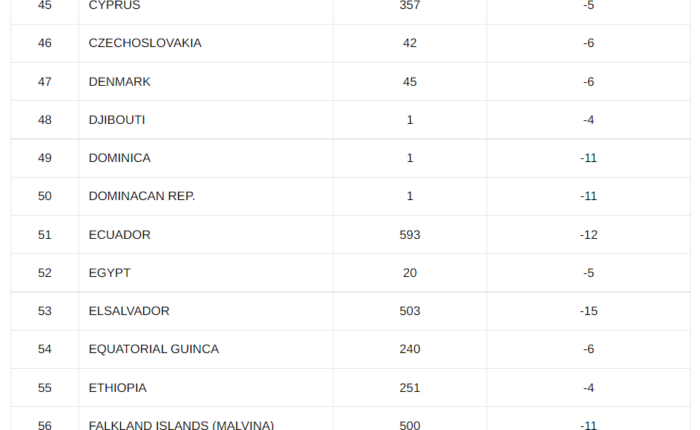 45 CYPRUS 357 -5
46 CZECHOSLOVAKIA 42 -6
47 DENMARK 45 -6
48 DJIBOUTI 1 -4
49 DOMINICA 1 -11
50 DOMINACAN REP. 1 -11
51 ECUADOR 593 -12
52 EGYPT 20 -5
53 ELSALVADOR 503 -15
54 EQUATORIAL GUINCA 240 -6
55 ETHIOPIA 251 -4
56 FALKLAND ISLANDS (MALVINA) 500 -11